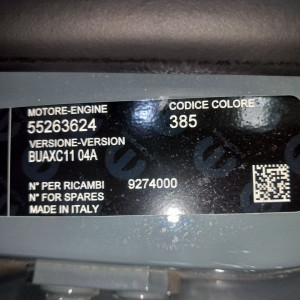 MOTORE-ENGINE CODICE COLORE
55263624 385
VERSIONE-VERSION
BUAXC11 04A
N° PER RICAMBI 9274000
N° FOR SPARES
MADE IN ITALY